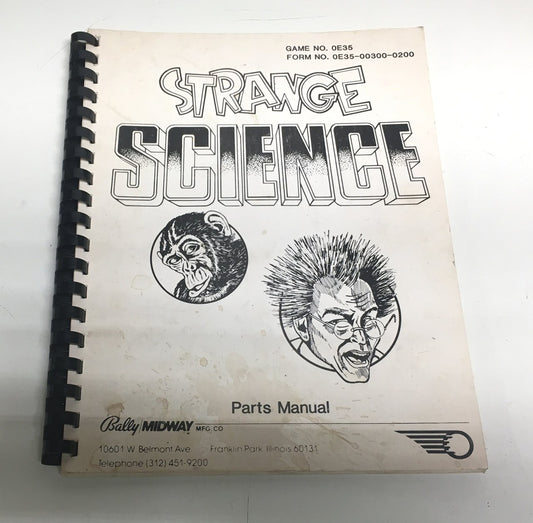 GAME NO. 0E35
FORM NO. 0E35-00300-0200
STRANGE
SCIENCE
Parts Manual
Bally MIDWAY MFG. CO
10601 W Belmont Ave Franklin Park Illinois 60131
Telephone (312) 451-9200